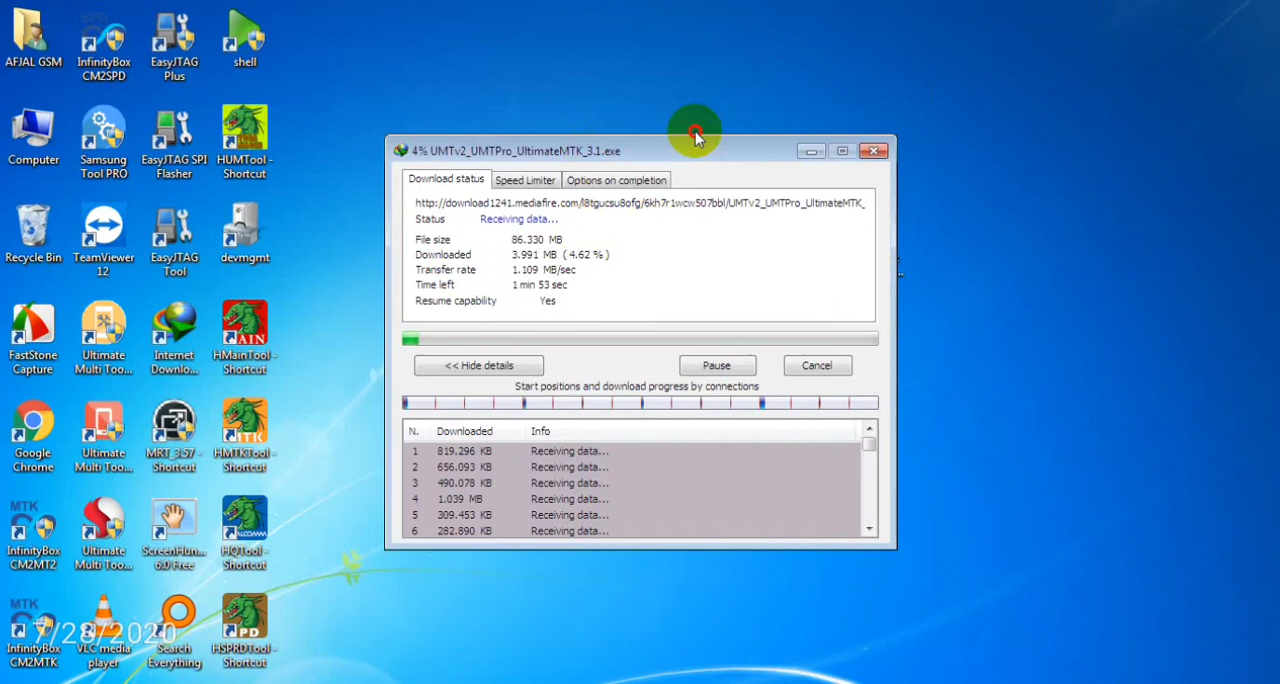 AFJAL GSM
InfinityBox
CM2SPD
EasyJTAG
Plus
shell
Computer
Samsung
Tool PRO
EasyJTAG SPI
Flasher
HUMTool -
Shortcut
Recycle Bin
TeamViewer
12
EasyJTAG
Tool
devmgmt
FastStone
Capture
Ultimate
Multi Too...
Internet
Downlo...
HMainTool -
Shortcut
Google
Chrome
Ultimate
Multi Too...
MRT_3.57 -
Shortcut
HMTKTool -
Shortcut
MTK
InfinityBox
CM2MT2
Ultimate
Multi Too...
ScreenHun...
6.0 Free
HQTool -
Shortcut
MTK
InfinityBox
CM2MTK
VLC media
player
Search
Everything
HSPRDTool -
Shortcut
7/28/2020
4% UMTv2_UMTPro_UltimateMTK_3.1.exe
Download status Speed Limiter Options on completion
http://download1241.mediafire.com/l8tgucsu8ofg/6kh7r1wcw507bbl/UMTv2_UMTPro_UltimateMTK_
Status Receiving data...
File size 86.330 MB
Downloaded 3.991 MB ( 4.62 % )
Transfer rate 1.109 MB/sec
Time left 1 min 53 sec
Resume capability Yes
<< Hide details Pause Cancel
Start positions and download progress by connections
N. Downloaded Info
1 819.296 KB Receiving data...
2 656.093 KB Receiving data...
3 490.078 KB Receiving data...
4 1.039 MB Receiving data...
5 309.453 KB Receiving data...
6 282.890 KB Receiving data...